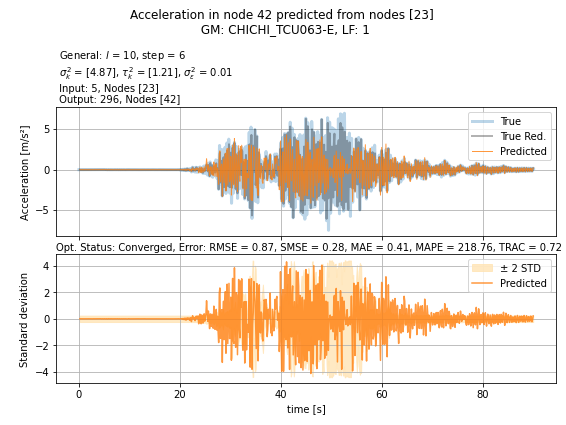 Acceleration in node 42 predicted from nodes [23]
GM: CHICHI_TCU063-E, LF: 1
General: l = 10, step = 6
σ²ₖ = [4.87], τ²ₖ = [1.21], σ²ε = 0.01
Input: 5, Nodes [23]
Output: 296, Nodes [42]
Acceleration [m/s²]
5
0
−5
True
True Red.
Predicted
Opt. Status: Converged, Error: RMSE = 0.87, SMSE = 0.28, MAE = 0.41, MAPE = 218.76, TRAC = 0.72
Standard deviation
4
2
0
−2
−4
± 2 STD
Predicted
0 20 40 60 80
time [s]